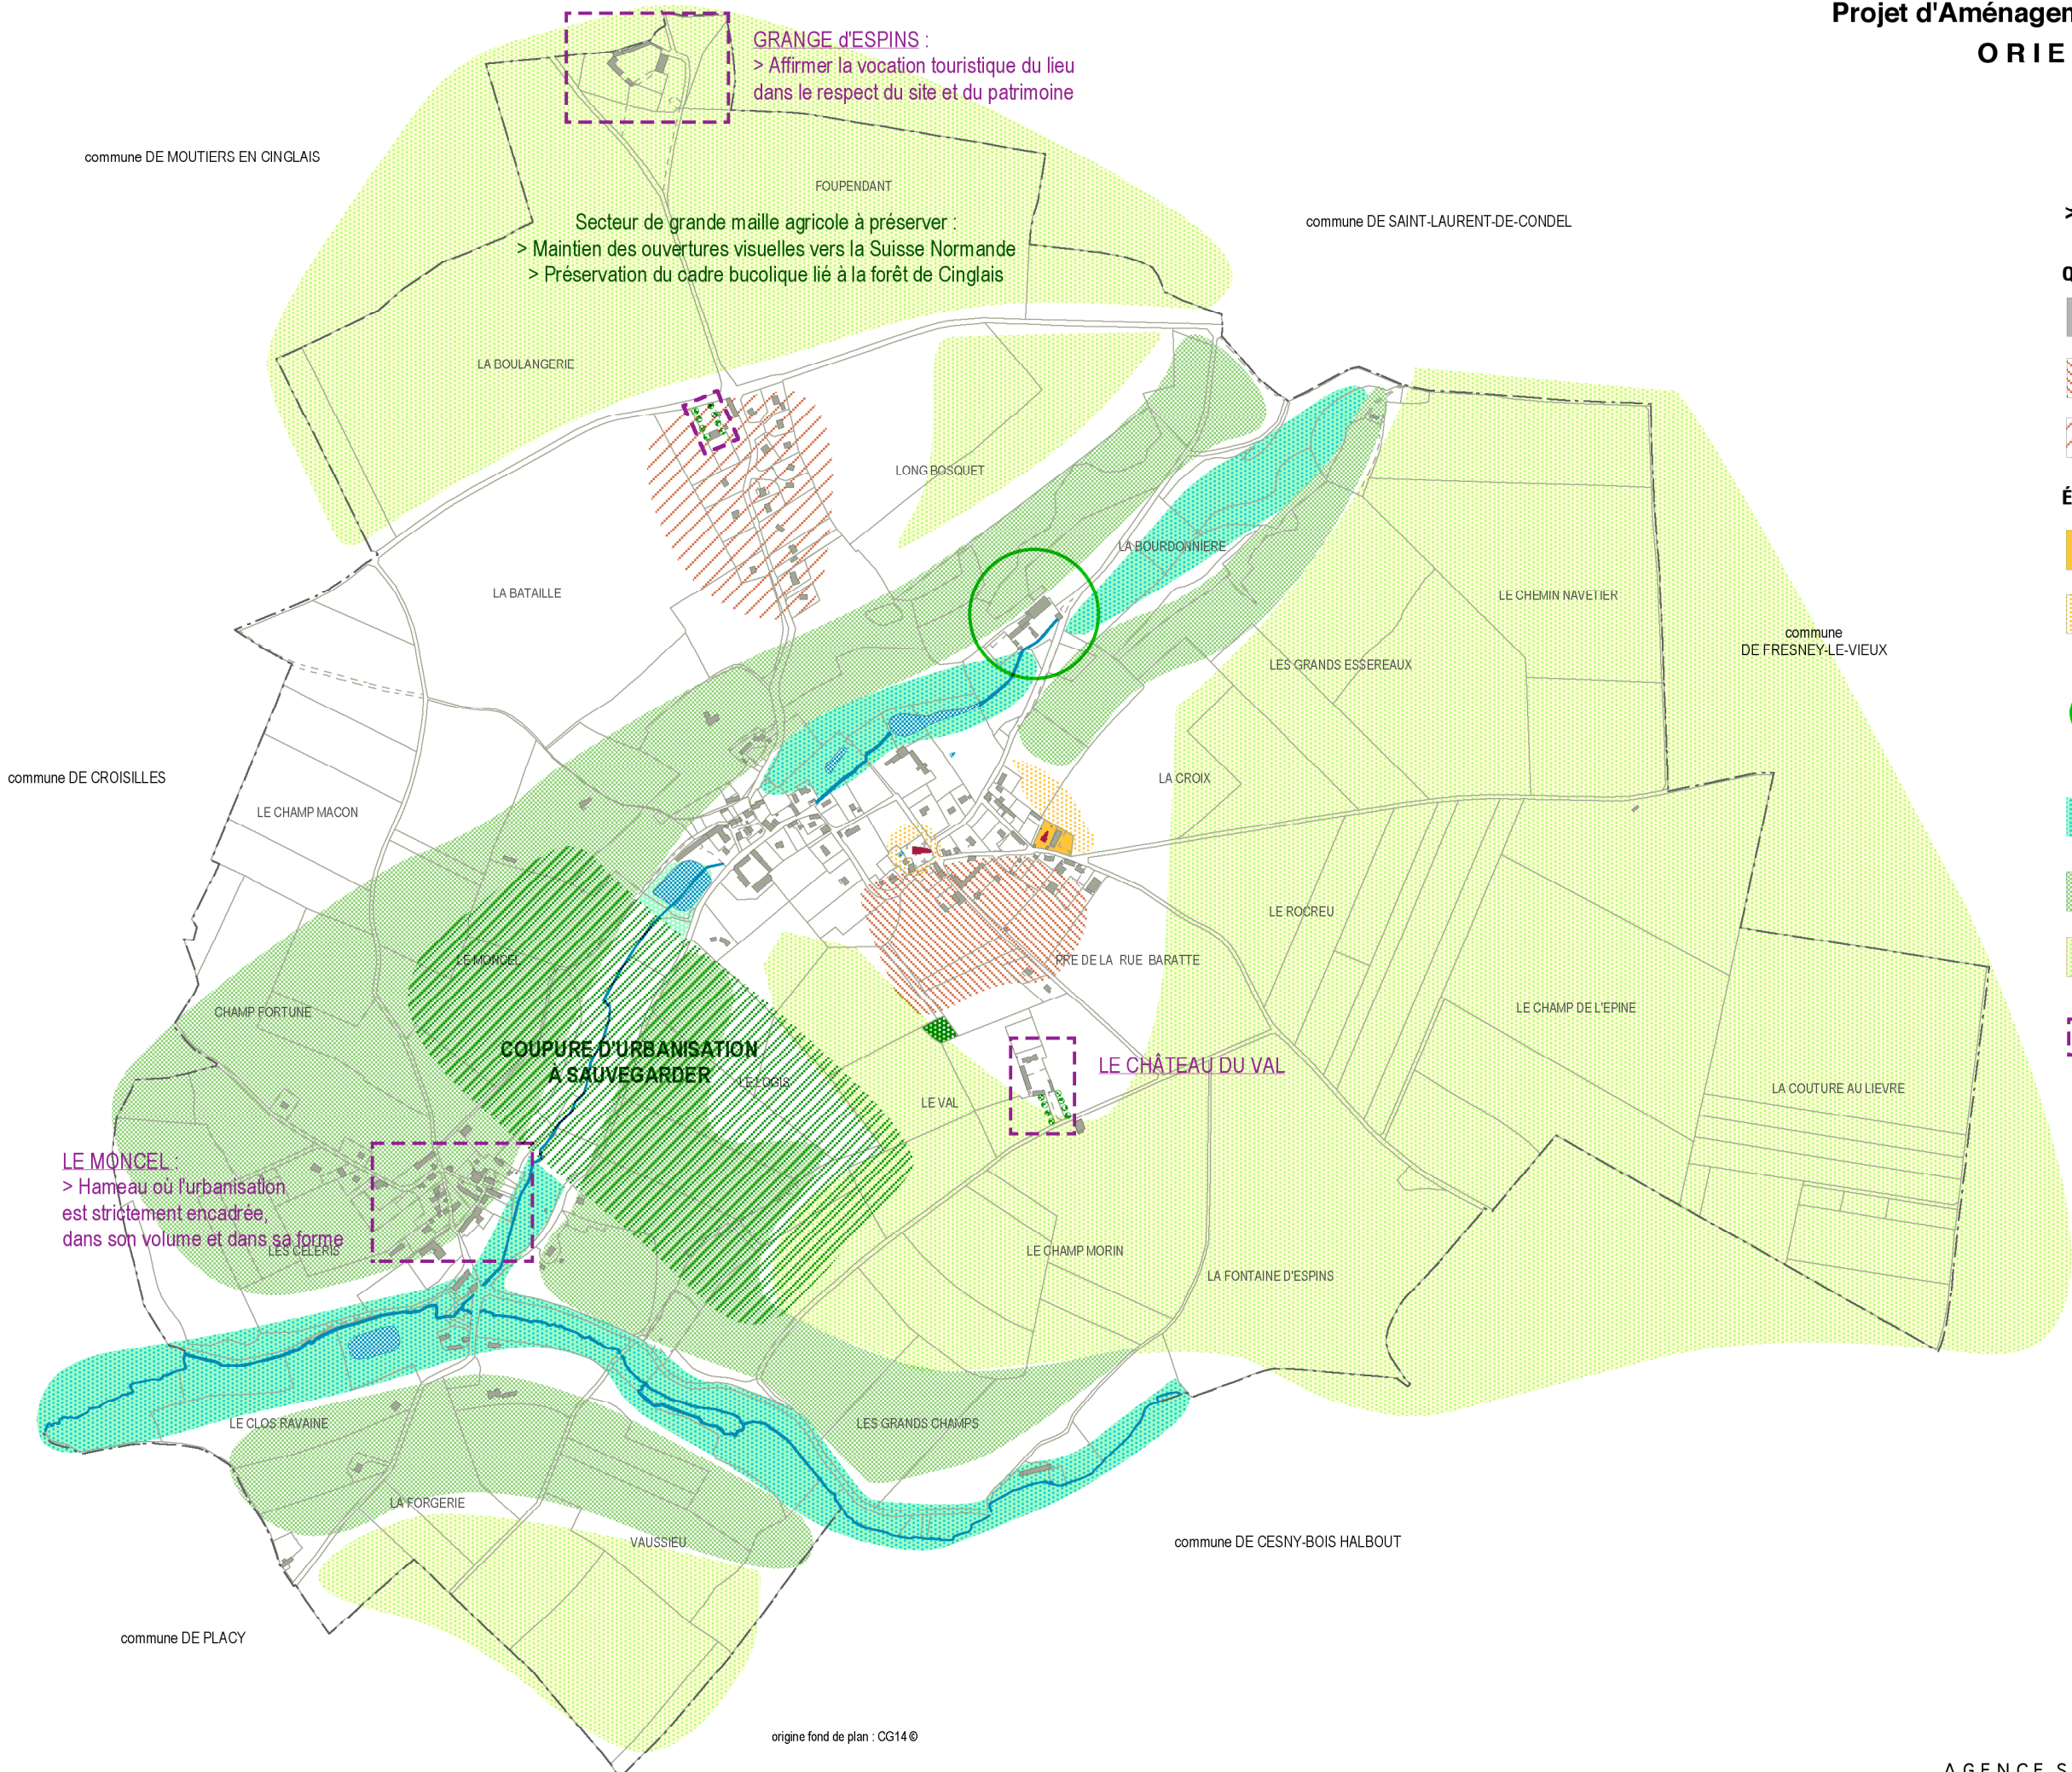 Projet d'Aménagem
O R I E
GRANGE d'ESPINS :
> Affirmer la vocation touristique du lieu
dans le respect du site et du patrimoine
commune DE MOUTIERS EN CINGLAIS
FOUPENDANT
commune DE SAINT-LAURENT-DE-CONDEL
Secteur de grande maille agricole à préserver :
> Maintien des ouvertures visuelles vers la Suisse Normande
> Préservation du cadre bucolique lié à la forêt de Cinglais
LA BOULANGERIE
LONG BOSQUET
LA BOURDONNIERE
LA BATAILLE
LE CHEMIN NAVETIER
commune
DE FRESNEY-LE-VIEUX
LES GRANDS ESSEREAUX
commune DE CROISILLES
LA CROIX
LE CHAMP MACON
LE ROCREU
LE MONCEL
PRE DE LA RUE BARATTE
CHAMP FORTUNE
LE CHAMP DE L'EPINE
COUPURE D'URBANISATION
À SAUVEGARDER
LE LOGIS
LE CHÂTEAU DU VAL
LE VAL
LA COUTURE AU LIEVRE
LE MONCEL :
> Hameau où l'urbanisation
est strictement encadrée,
dans son volume et dans sa forme
LES CELERIS
LE CHAMP MORIN
LA FONTAINE D'ESPINS
LE CLOS RAVAINE
LES GRANDS CHAMPS
LA FORGERIE
VAUSSIEU
commune DE CESNY-BOIS HALBOUT
commune DE PLACY
origine fond de plan : CG14 ©
A G E N C E S